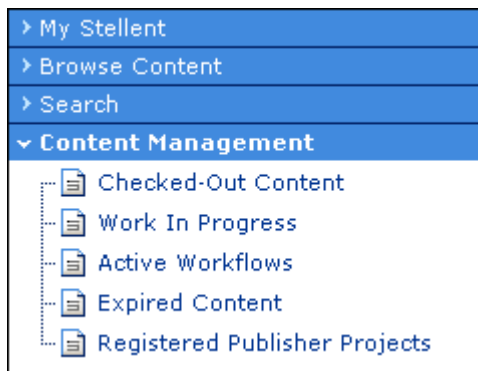 My Stellent
Browse Content
Search
Content Management
Checked-Out Content
Work In Progress
Active Workflows
Expired Content
Registered Publisher Projects